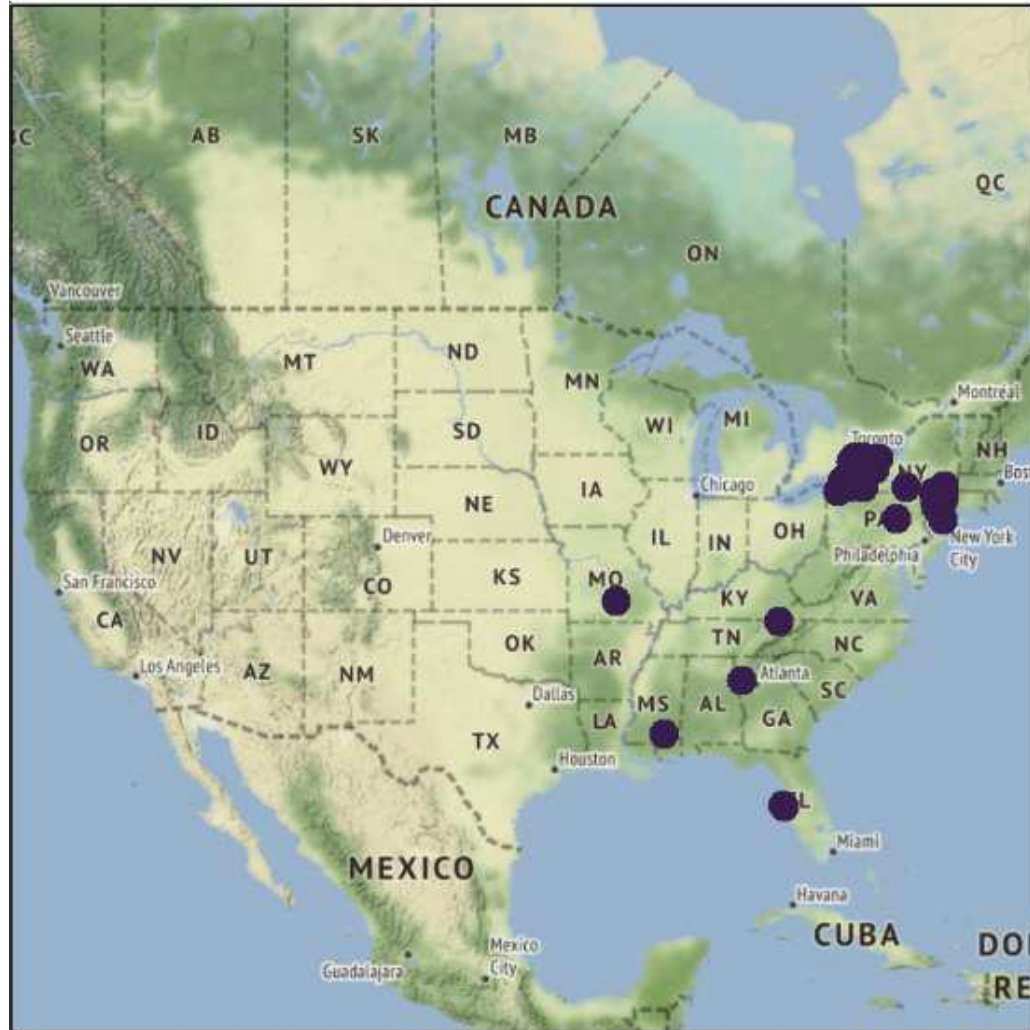 BC
AB
SK
MB
QC
CANADA
ON
Vancouver
Seattle
WA
MT
ND
MN
Montréal
OR
ID
SD
WI
MI
Toronto
NH
WY
NY
Bost
IA
Chicago
NE
PA
New York
City
Denver
IL
IN
OH
Philadelphia
NV
UT
San Francisco
CO
KS
MO
KY
VA
CA
OK
TN
NC
Los Angeles
AZ
NM
AR
Atlanta
SC
Dallas
MS
AL
GA
LA
TX
Houston
FL
Miami
MEXICO
Havana
CUBA
DO
Mexico
City
Guadalajara
RE